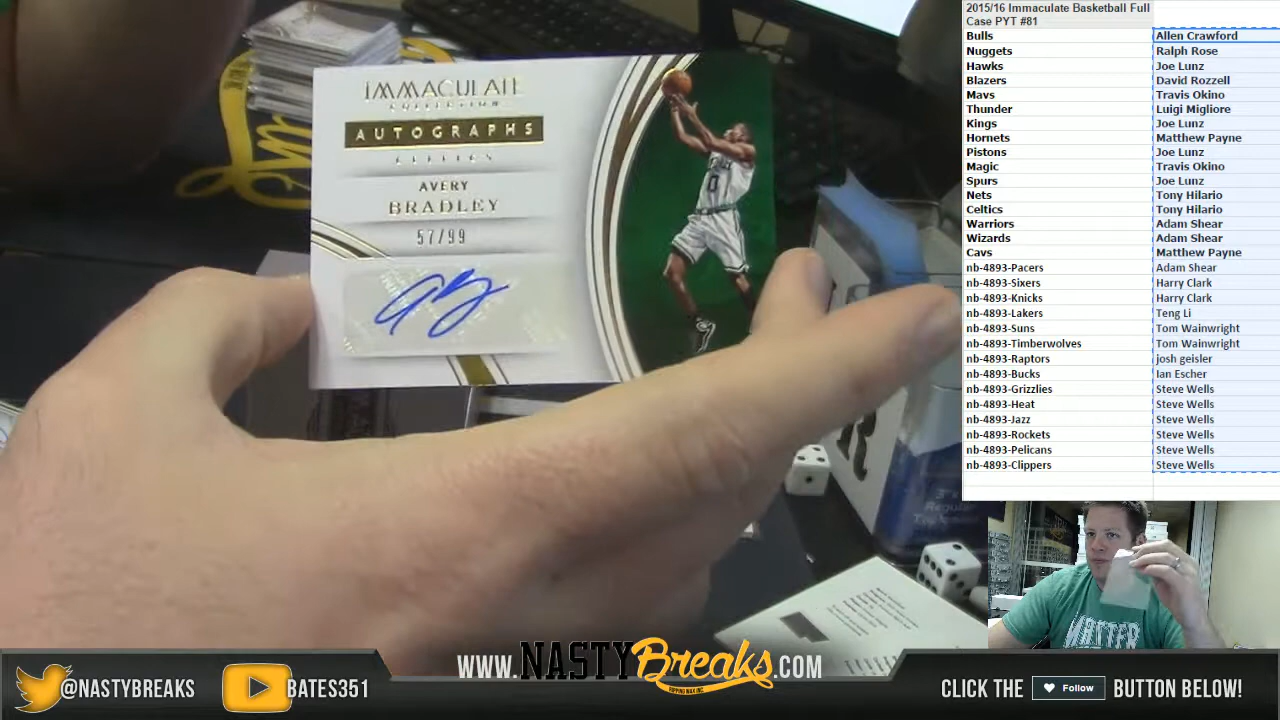 IMMACULATE
COLLECTION
AUTOGRAPHS
CELTICS
AVERY
BRADLEY
57/99
0
2015/16 Immaculate Basketball Full
Case PYT #81
Bulls Allen Crawford
Nuggets Ralph Rose
Hawks Joe Lunz
Blazers David Rozzell
Mavs Travis Okino
Thunder Luigi Migliore
Kings Joe Lunz
Hornets Matthew Payne
Pistons Joe Lunz
Magic Travis Okino
Spurs Joe Lunz
Nets Tony Hilario
Celtics Tony Hilario
Warriors Adam Shear
Wizards Adam Shear
Cavs Matthew Payne
nb-4893-Pacers Adam Shear
nb-4893-Sixers Harry Clark
nb-4893-Knicks Harry Clark
nb-4893-Lakers Teng Li
nb-4893-Suns Tom Wainwright
nb-4893-Timberwolves Tom Wainwright
nb-4893-Raptors josh geisler
nb-4893-Bucks Ian Escher
nb-4893-Grizzlies Steve Wells
nb-4893-Heat Steve Wells
nb-4893-Jazz Steve Wells
nb-4893-Rockets Steve Wells
nb-4893-Pelicans Steve Wells
nb-4893-Clippers Steve Wells
3"x
Regular
@NASTYBREAKS
BATES351
WWW.NASTYBreaks.COM
RIPPING WAX INC.
CLICK THE Follow BUTTON BELOW!